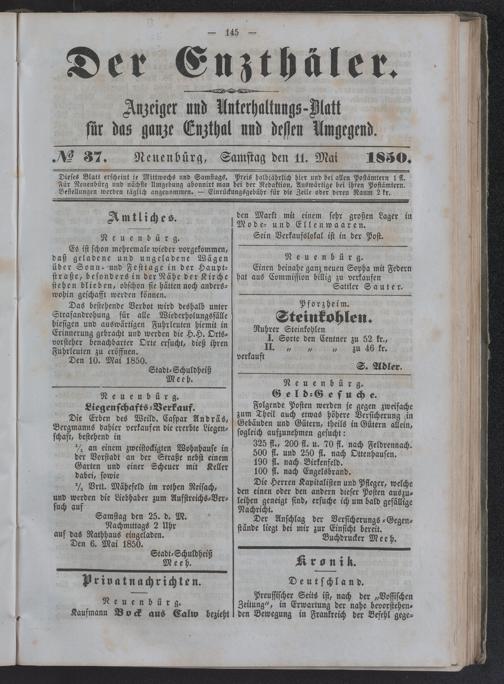 — 145 —
Der Enzthäler.
Anzeiger und Unterhaltungs-Blatt
für das ganze Enzthal und dessen Umgegend.
№ 37. Neuenbürg, Samstag den 11. Mai 1850.
Dieses Blatt erscheint je Mittwochs und Samstags. Preis halbjährlich hier und bei allen Postämtern 1 fl.
Für Neuenbürg und nächste Umgebung abonnirt man bei der Redaktion. Auswärtige bei ihren Postämtern.
Bestellungen werden täglich angenommen. — Einrückungsgebühr für die Zeile oder deren Raum 2 kr.
Amtliches.
Neuenbürg.
Es ist schon mehremale wieder vorgekommen,
daß geladene und ungeladene Wägen
über Sonn- und Festtage in der Haupt-
straße, besonders in der Nähe der Kirche
stehen blieben, obschon sie hätten noch anders-
wohin geschafft werden können.
Das bestehende Verbot wird deshalb unter
Strafandrohung für alle Wiederholungsfälle
hiesigen und auswärtigen Fuhrleuten hiemit in
Erinnerung gebracht und werden die H.H. Orts-
vorsteher benachbarter Orte ersucht, dieß ihren
Fuhrleuten zu eröffnen.
Den 10. Mai 1850.
Stadt-Schuldheiß
Meeh.
Neuenbürg.
Liegenschafts-Verkauf.
Die Erben des Weild. Caspar Andräs,
Bergmanns dahier verkaufen die ererbte Liegen-
schaft, bestehend in
an einem zweistockigten Wohnhause in
der Vorstadt an der Straße nebst einem
Garten und einer Scheuer mit Keller
dabei, sowie
Vrtl. Mähefeld im rothen Reisach,
und werden die Liebhaber zum Aufstreichs-Ver-
such auf
Samstag den 25. d. M.
Nachmittags 2 Uhr
auf das Rathhaus eingeladen.
Den 6. Mai 1850.
Stadt-Schuldheiß
Meeh.
Privatnachrichten.
Neuenbürg.
Kaufmann Bock aus Calw bezieht
den Markt mit einem sehr großen Lager in
Mode- und Ellenwaaren.
Sein Verkaufslokal ist in der Post.
Neuenbürg.
Einen beinahe ganz neuen Sopha mit Federn
hat aus Commission billig zu verkaufen
Sattler Sauter.
Pforzheim.
Steinkohlen.
Ruhrer Steinkohlen
I. Sorte den Centner zu 52 kr.,
II. „ „ „ zu 46 kr.
verkauft
S. Adler.
Neuenbürg.
Geld-Gesuche.
Folgende Posten werden je gegen zweifache
zum Theil auch etwas höhere Versicherung in
Gebäuden und Gütern, theils in Gütern allein,
sogleich aufzunehmen gesucht:
325 fl., 200 fl. u. 70 fl. nach Feldrennach.
500 fl. und 250 fl. nach Ottenhausen.
190 fl. nach Birkenfeld.
100 fl. nach Engelsbrand.
Die Herren Kapitalisten und Pfleger, welche
den einen oder den andern dieser Posten auszu-
leihen geneigt sind, ersuche ich um bald gefällige
Nachricht.
Der Anschlag der Versicherungs-Gegen-
stände liegt bei mir zur Einsicht bereit.
Buchdrucker Meeh.
Kronik.
Deutschland.
Preußischer Seits ist, nach der „Vossischen
Zeitung“, in Erwartung der nahe bevorstehen-
den Bewegung in Frankreich der Befehl gege-